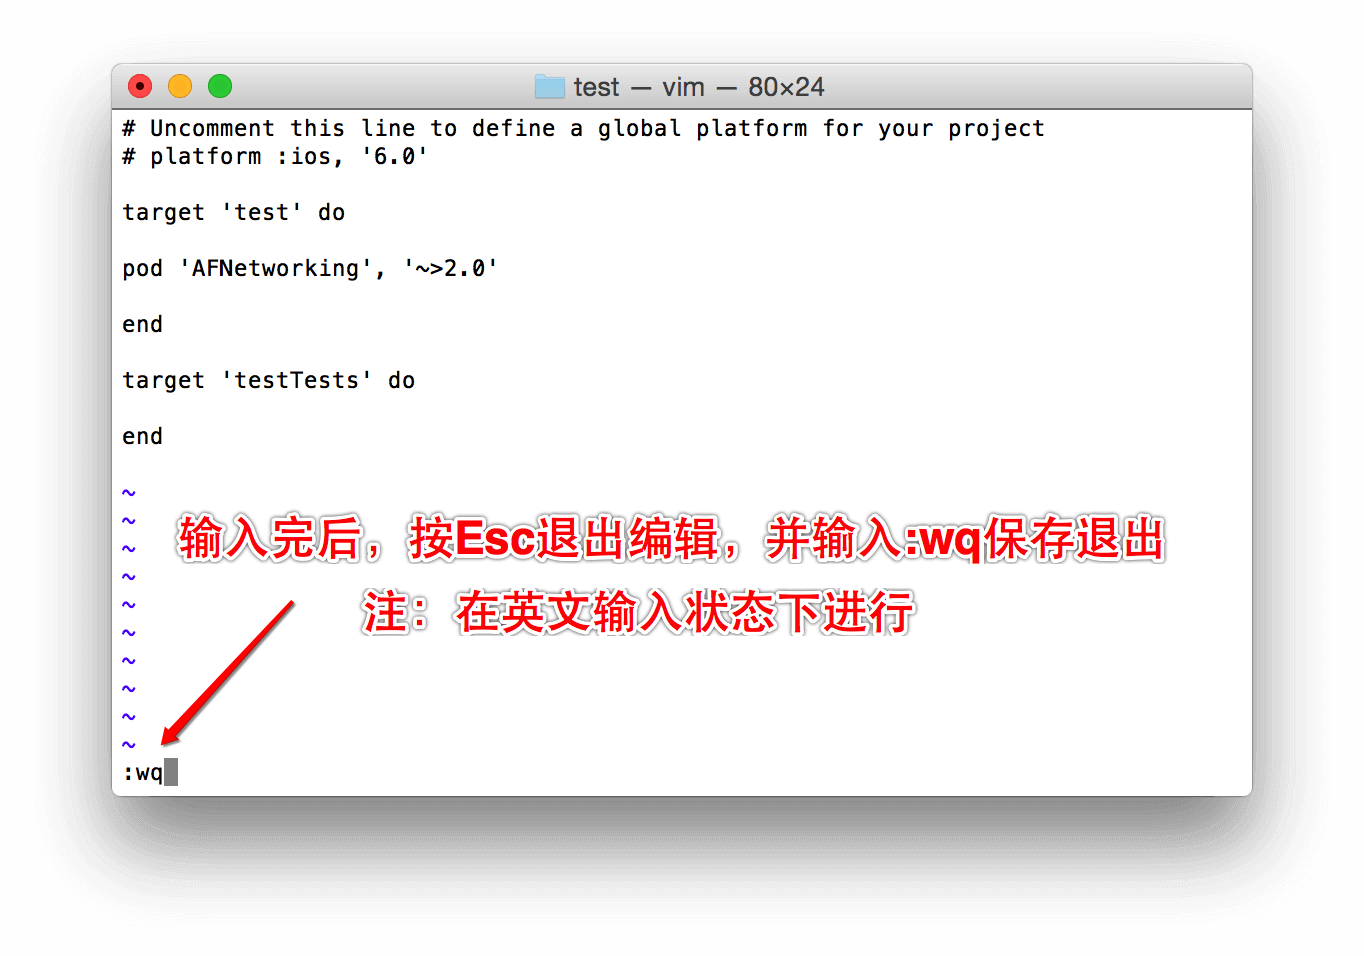 test — vim — 80×24
# Uncomment this line to define a global platform for your project
# platform :ios, '6.0'
target 'test' do
pod 'AFNetworking', '~>2.0'
end
target 'testTests' do
end
~
~
~
~
~
~
~
~
~
~
输入完后，按Esc退出编辑，并输入:wq保存退出
注：在英文输入状态下进行
:wq